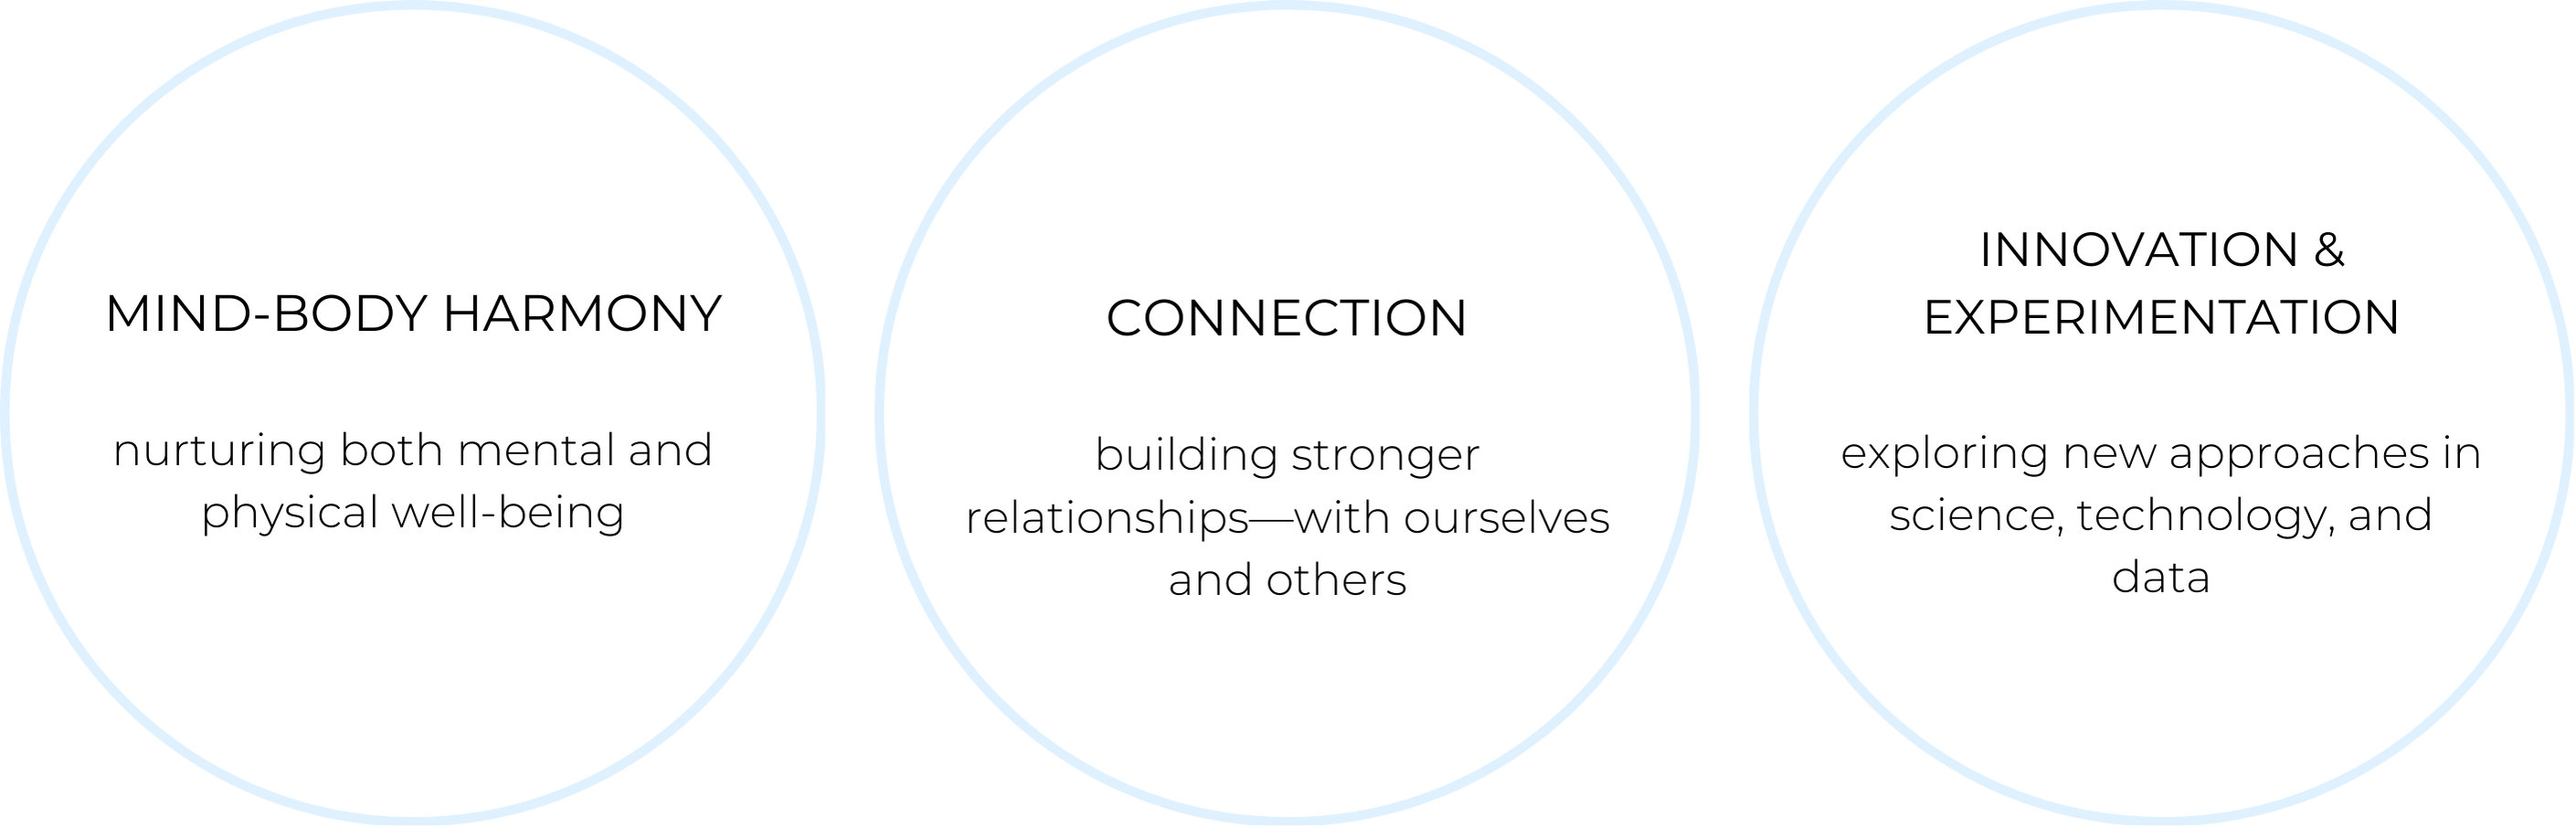 MIND-BODY HARMONY
nurturing both mental and
physical well-being
CONNECTION
building stronger
relationships—with ourselves
and others
INNOVATION &
EXPERIMENTATION
exploring new approaches in
science, technology, and
data